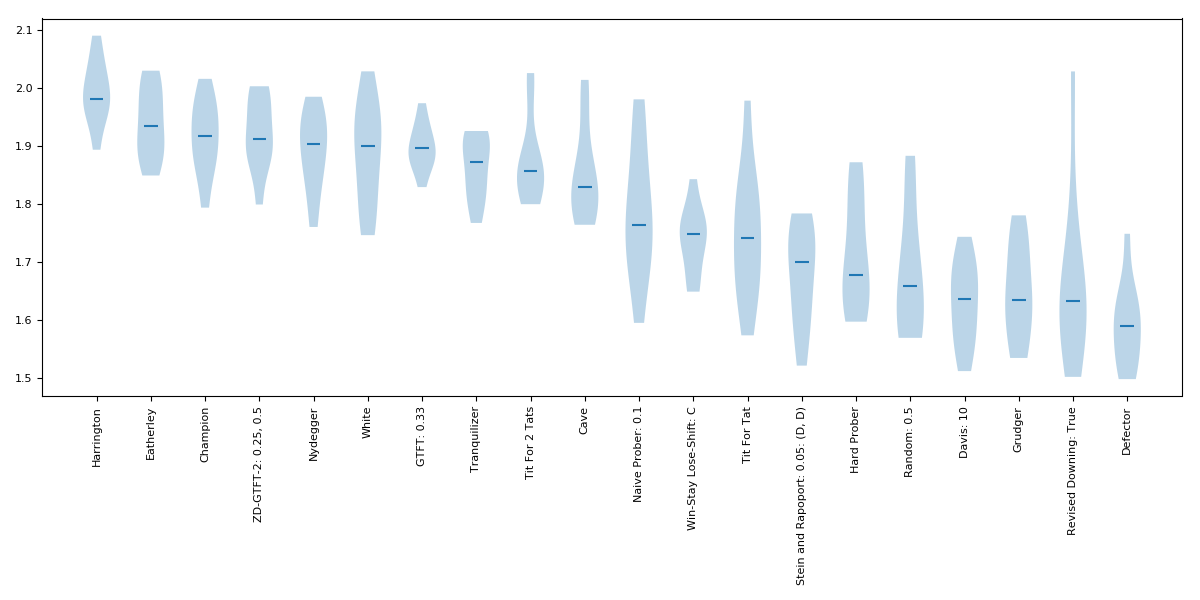 2.1
2.0
1.9
1.8
1.7
1.6
1.5
Harrington
Eatherley
Champion
ZD-GTFT-2: 0.25, 0.5
Nydegger
White
GTFT: 0.33
Tranquilizer
Tit For 2 Tats
Cave
Naive Prober: 0.1
Win-Stay Lose-Shift: C
Tit For Tat
Stein and Rapoport: 0.05: (D, D)
Hard Prober
Random: 0.5
Davis: 10
Grudger
Revised Downing: True
Defector